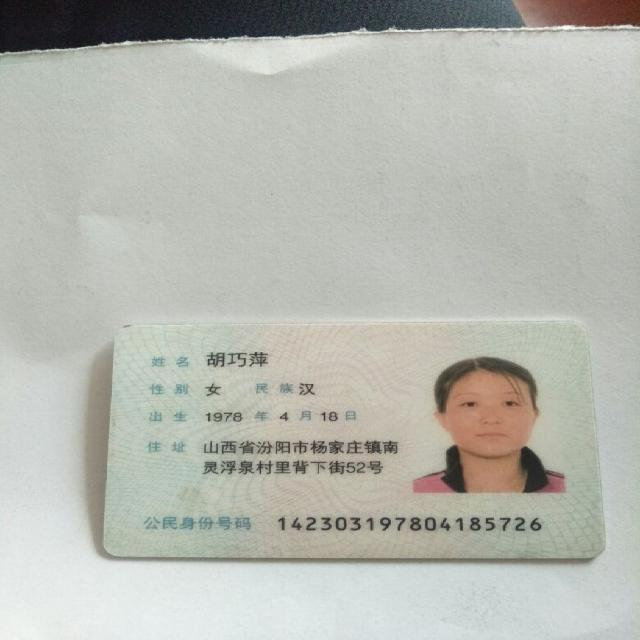 姓名 胡巧萍
性别 女 民族 汉
出生 1978 年 4 月 18 日
住址 山西省汾阳市杨家庄镇南
灵浮泉村里背下街52号
公民身份号码 142303197804185726